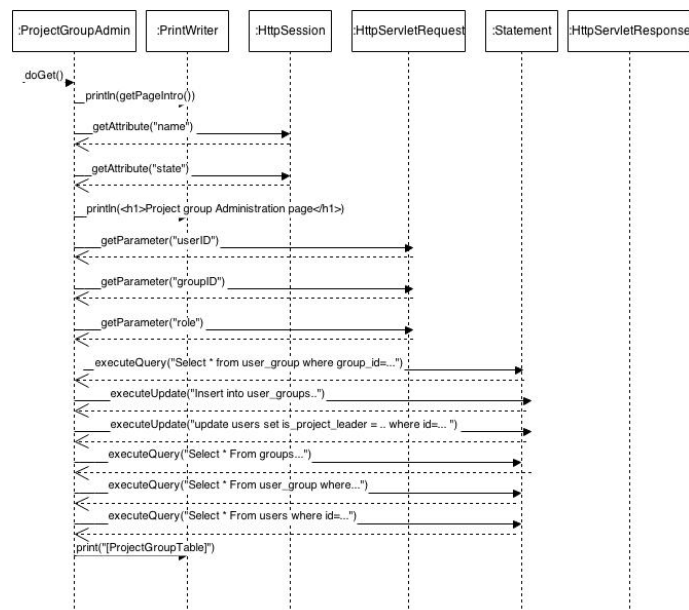 :ProjectGroupAdmin :PrintWriter :HttpSession :HttpServletRequest :Statement :HttpServletResponse
doGet()
println(getPageIntro())
getAttribute("name")
getAttribute("state")
println(<h1>Project group Administration page</h1>)
getParameter("userID")
getParameter("groupID")
getParameter("role")
executeQuery("Select * from user_group where group_id=...")
executeUpdate("Insert into user_groups..")
executeUpdate("update users set is_project_leader = .. where id=... ")
executeQuery("Select * From groups...")
executeQuery("Select * From user_group where...")
executeQuery("Select * From users where id=...")
print("[ProjectGroupTable]")